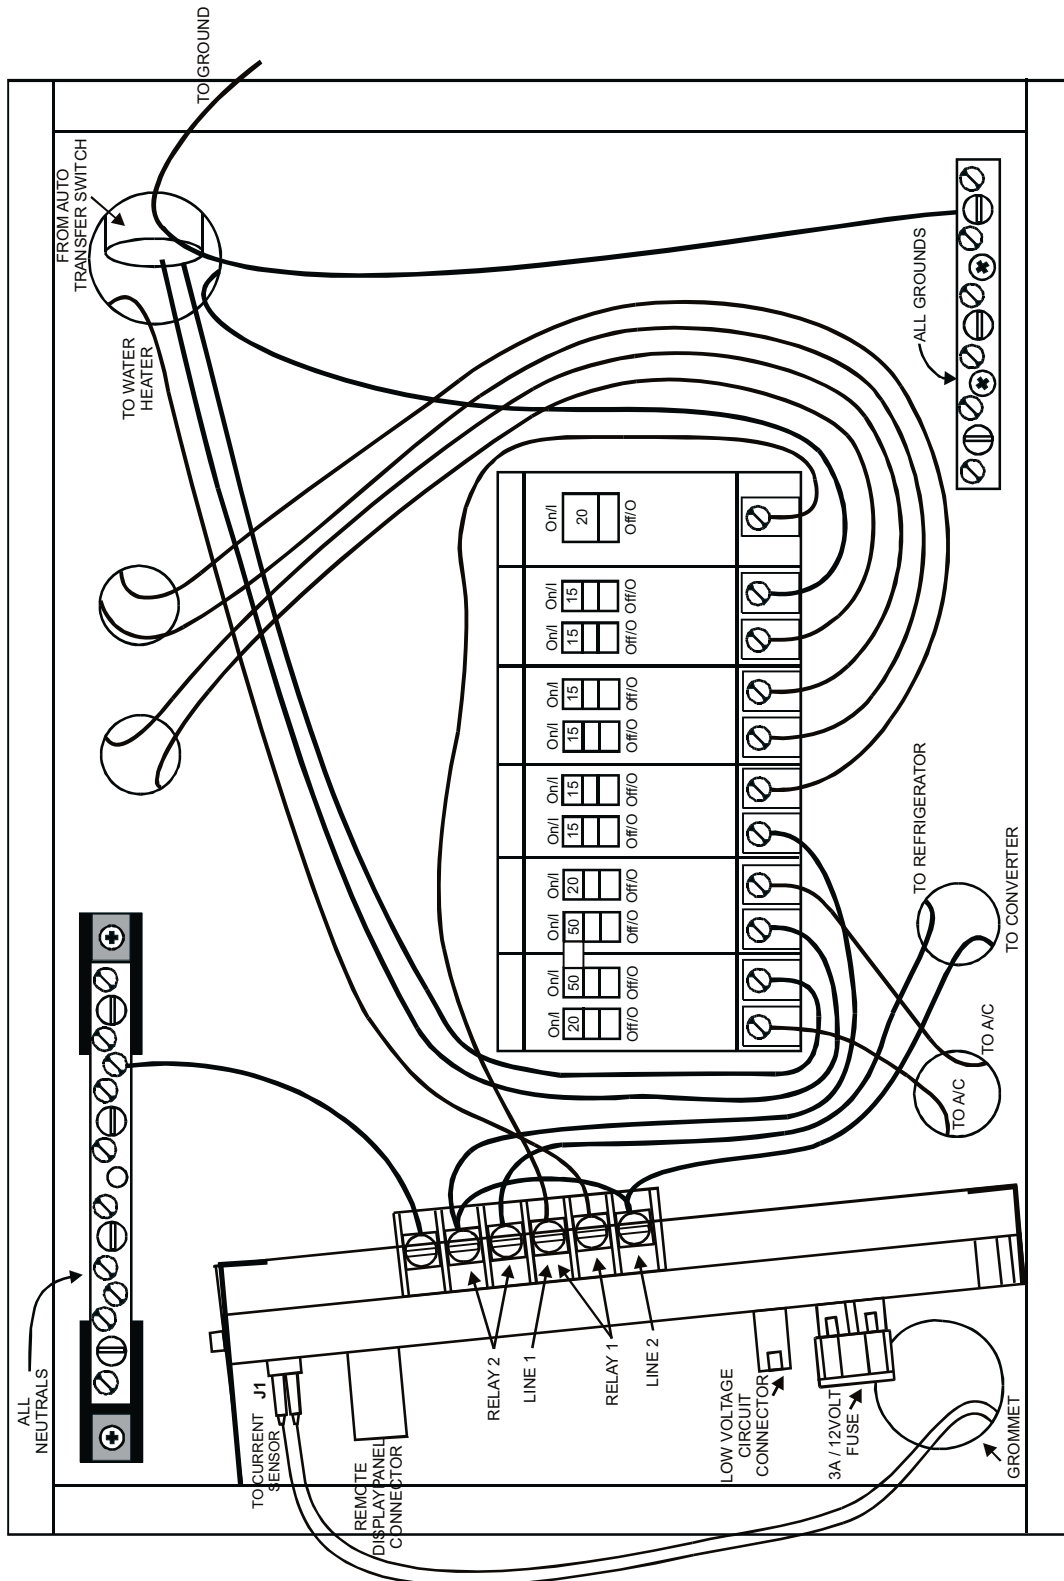 TO GROUND
FROM AUTO
TRANSFER SWITCH
TO WATER
HEATER
ALL GROUNDS
On/I
20
Off/O
On/I
15
Off/O
On/I
15
Off/O
On/I
15
Off/O
On/I
15
Off/O
On/I
15
Off/O
On/I
15
Off/O
On/I
20
Off/O
On/I
50
Off/O
On/I
50
Off/O
On/I
20
Off/O
TO REFRIGERATOR
TO CONVERTER
TO A/C
TO A/C
ALL
NEUTRALS
RELAY 2
LINE 1
RELAY 1
LINE 2
J1
TO CURRENT
SENSOR
REMOTE
DISPLAYPANEL
CONNECTOR
LOW VOLTAGE
CIRCUIT
CONNECTOR
3A / 12VOLT
FUSE
GROMMET